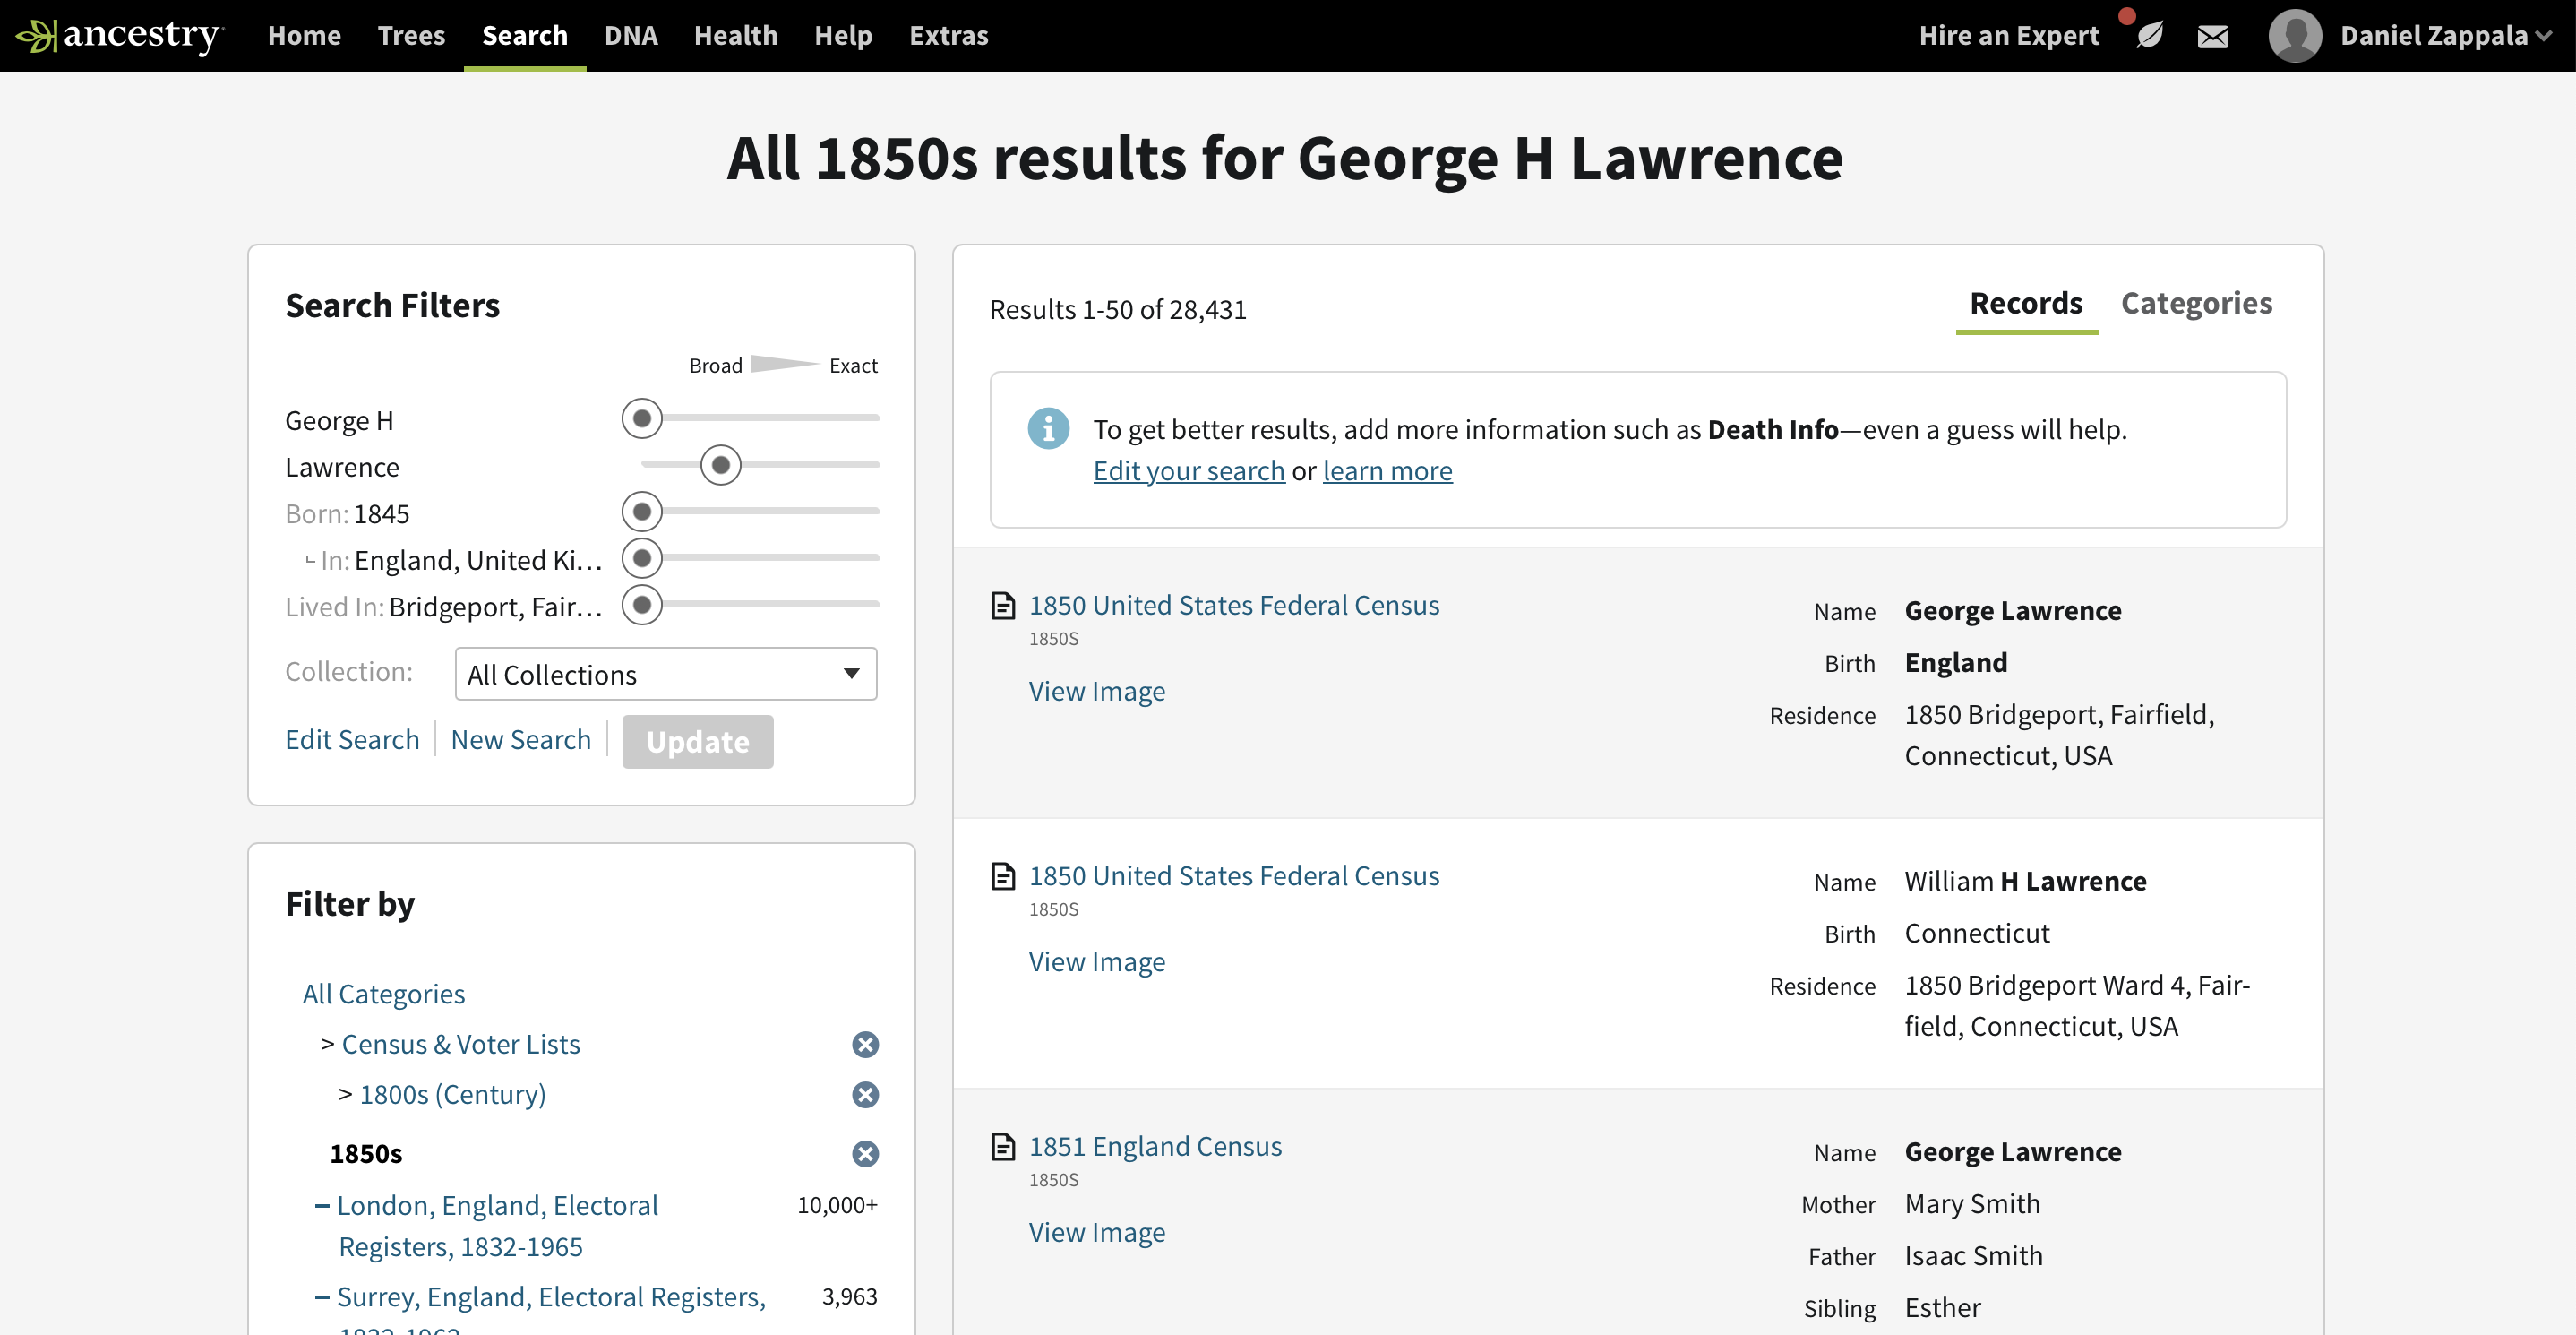 ancestry Home Trees Search DNA Health Help Extras Hire an Expert Daniel Zappala
All 1850s results for George H Lawrence
Search Filters
Broad Exact
George H
Lawrence
Born: 1845
In: England, United Ki...
Lived In: Bridgeport, Fair...
Collection: All Collections
Edit Search New Search Update
Filter by
All Categories
> Census & Voter Lists
> 1800s (Century)
1850s
London, England, Electoral 10,000+
Registers, 1832-1965
Surrey, England, Electoral Registers, 3,963
1832-1962
Results 1-50 of 28,431
Records Categories
To get better results, add more information such as Death Info—even a guess will help.
Edit your search or learn more
1850 United States Federal Census
1850S
View Image
Name George Lawrence
Birth England
Residence 1850 Bridgeport, Fairfield,
Connecticut, USA
1850 United States Federal Census
1850S
View Image
Name William H Lawrence
Birth Connecticut
Residence 1850 Bridgeport Ward 4, Fair-
field, Connecticut, USA
1851 England Census
1850S
View Image
Name George Lawrence
Mother Mary Smith
Father Isaac Smith
Sibling Esther